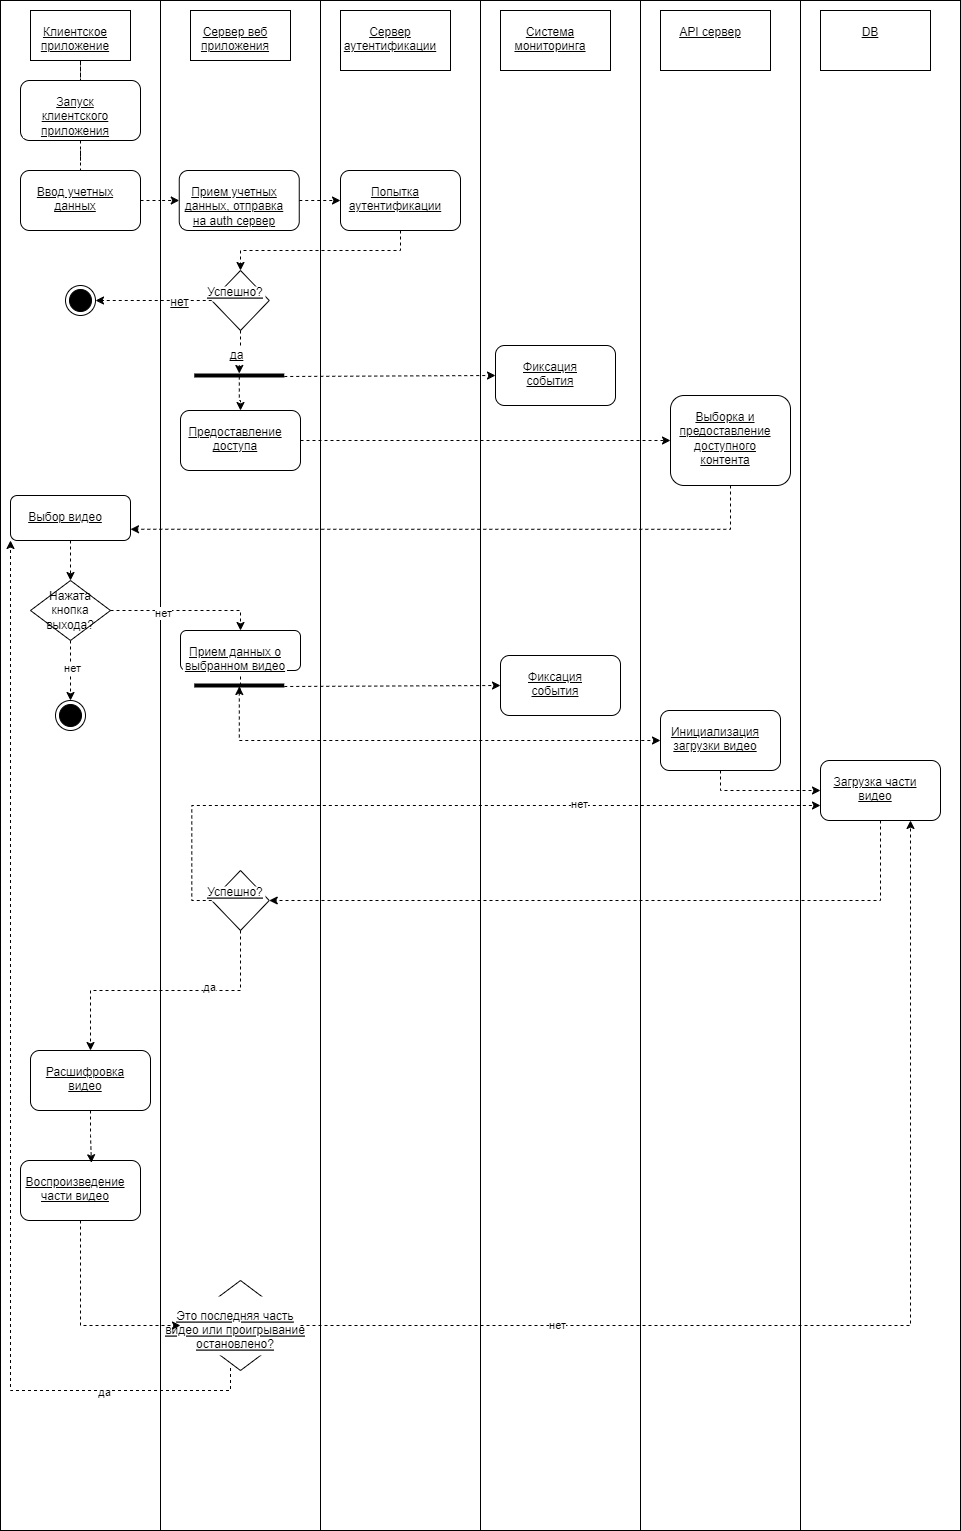 Клиентское
приложение
Сервер веб
приложения
Сервер
аутентификации
Система
мониторинга
API сервер
DB
Запуск
клиентского
приложения
Ввод учетных
данных
Прием учетных
данных, отправка
на auth сервер
Попытка
аутентификации
Успешно?
нет
да
Фиксация
события
Предоставление
доступа
Выборка и
предоставление
доступного
контента
Выбор видео
Нажата
кнопка
выхода?
нет
нет
Прием данных о
выбранном видео
Фиксация
события
Инициализация
загрузки видео
Загрузка части
видео
нет
Успешно?
да
Расшифровка
видео
Воспроизведение
части видео
Это последняя часть
видео или проигрывание
остановлено?
нет
да